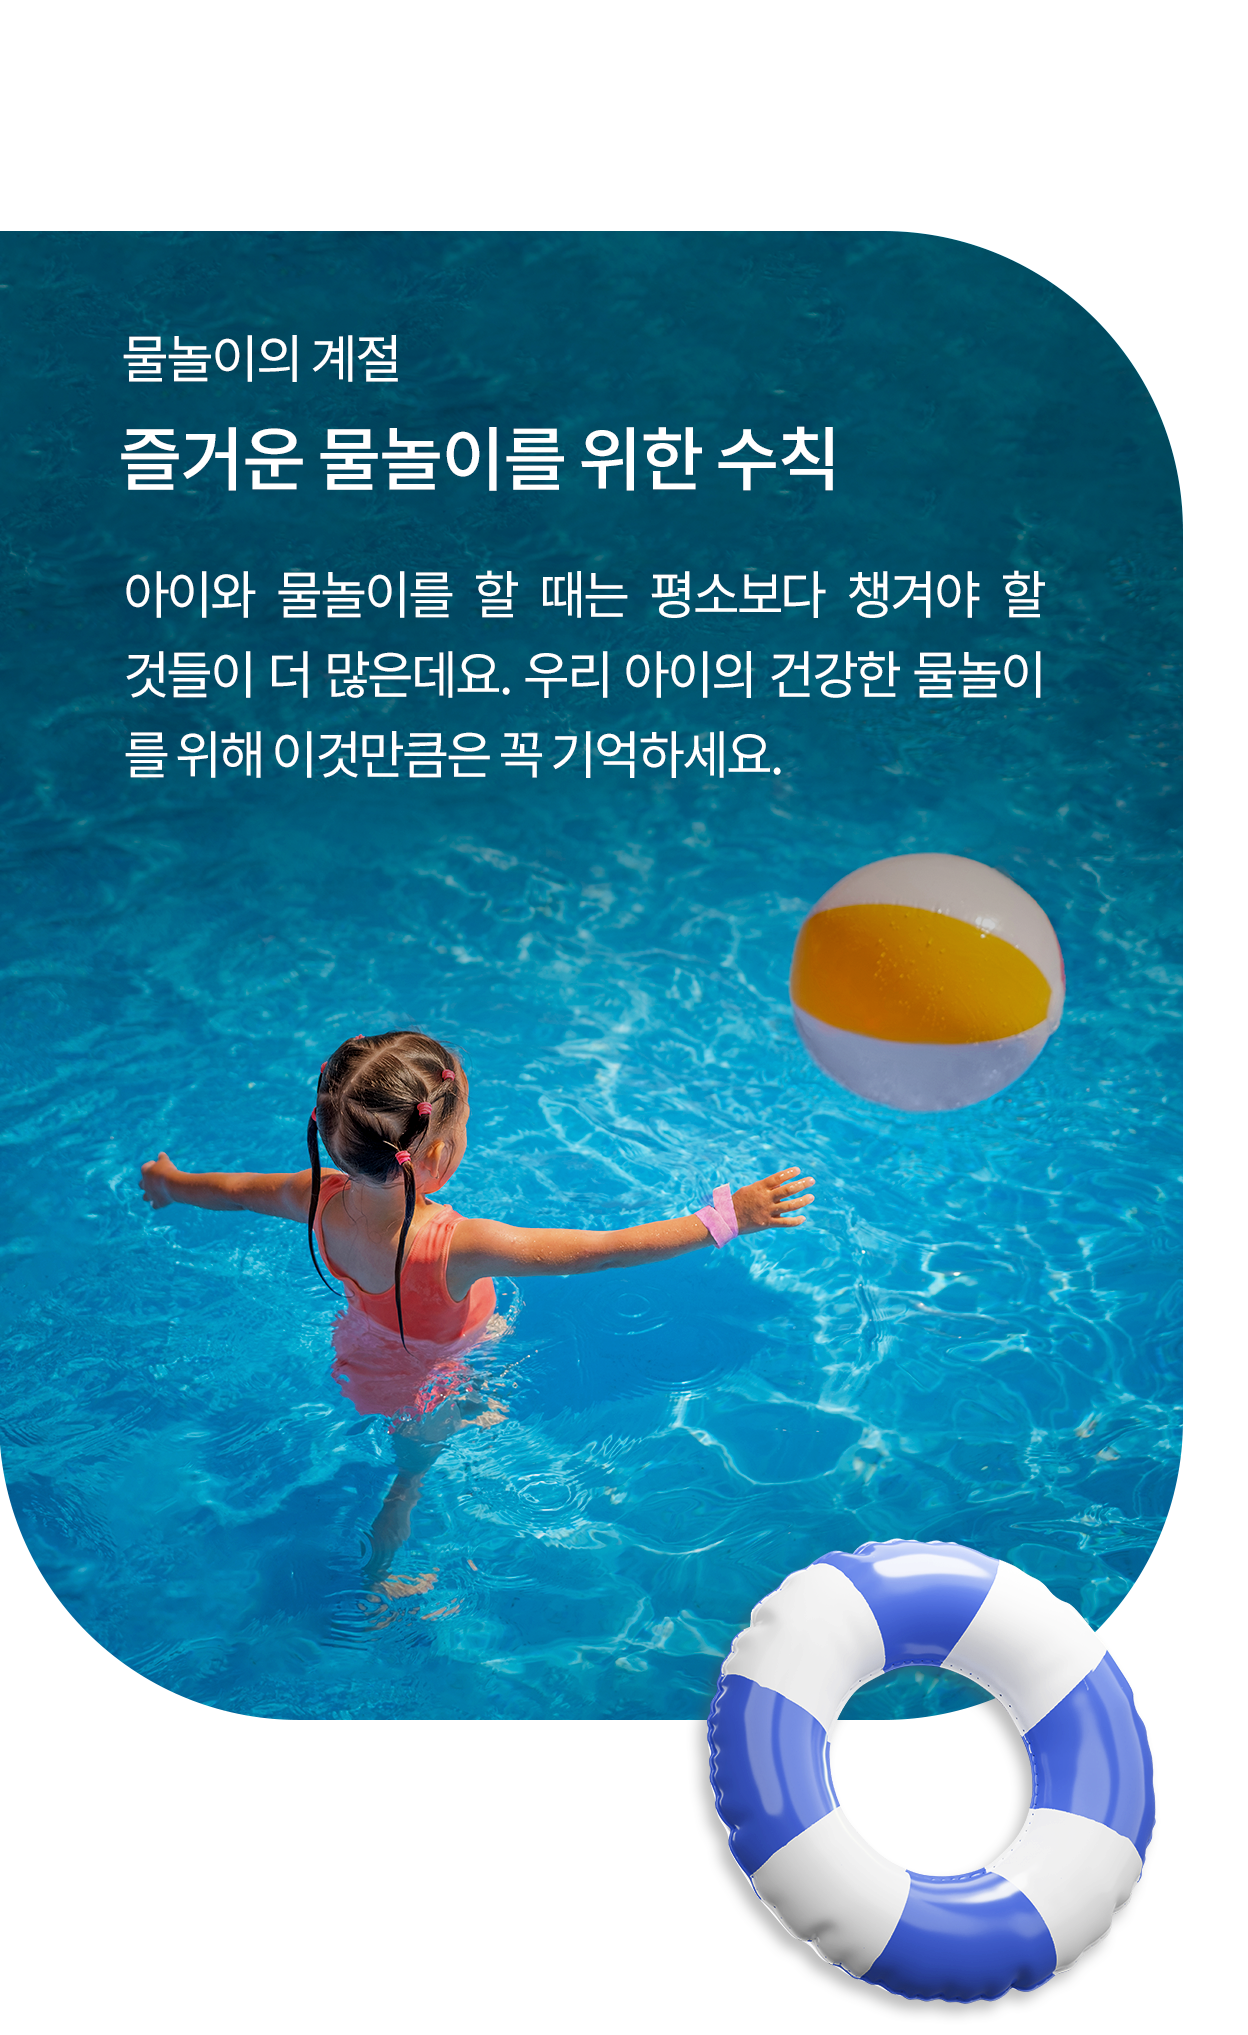 물놀이의 계절
즐거운 물놀이를 위한 수칙
아이와 물놀이를 할 때는 평소보다 챙겨야 할
것들이 더 많은데요. 우리 아이의 건강한 물놀이
를 위해 이것만큼은 꼭 기억하세요.